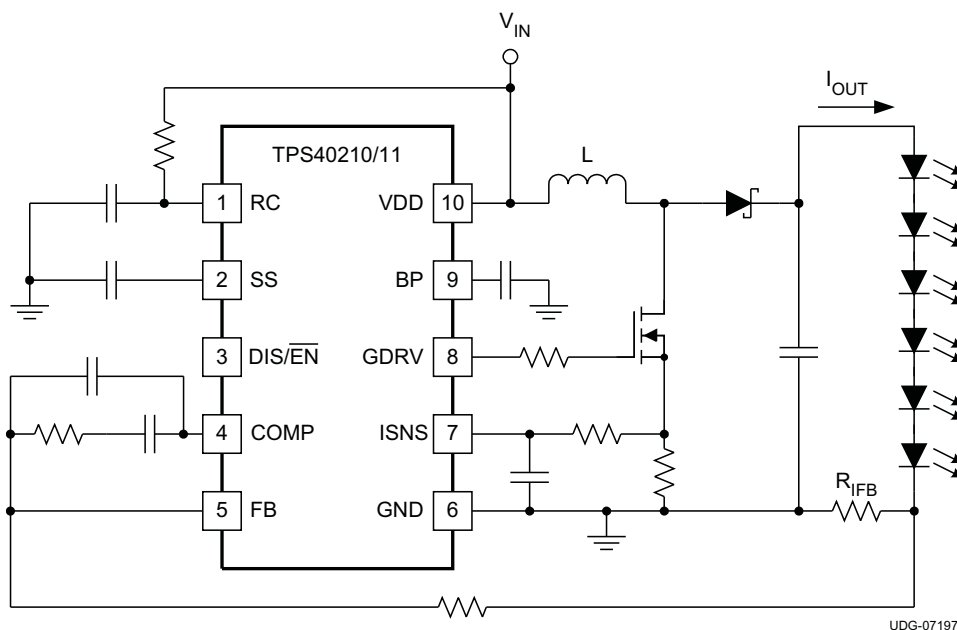 V_IN
I_OUT
TPS40210/11
L
1 RC
VDD 10
2 SS
BP 9
3 DIS/E̅N̅
GDRV 8
4 COMP
ISNS 7
5 FB
GND 6
R_IFB
UDG-07197